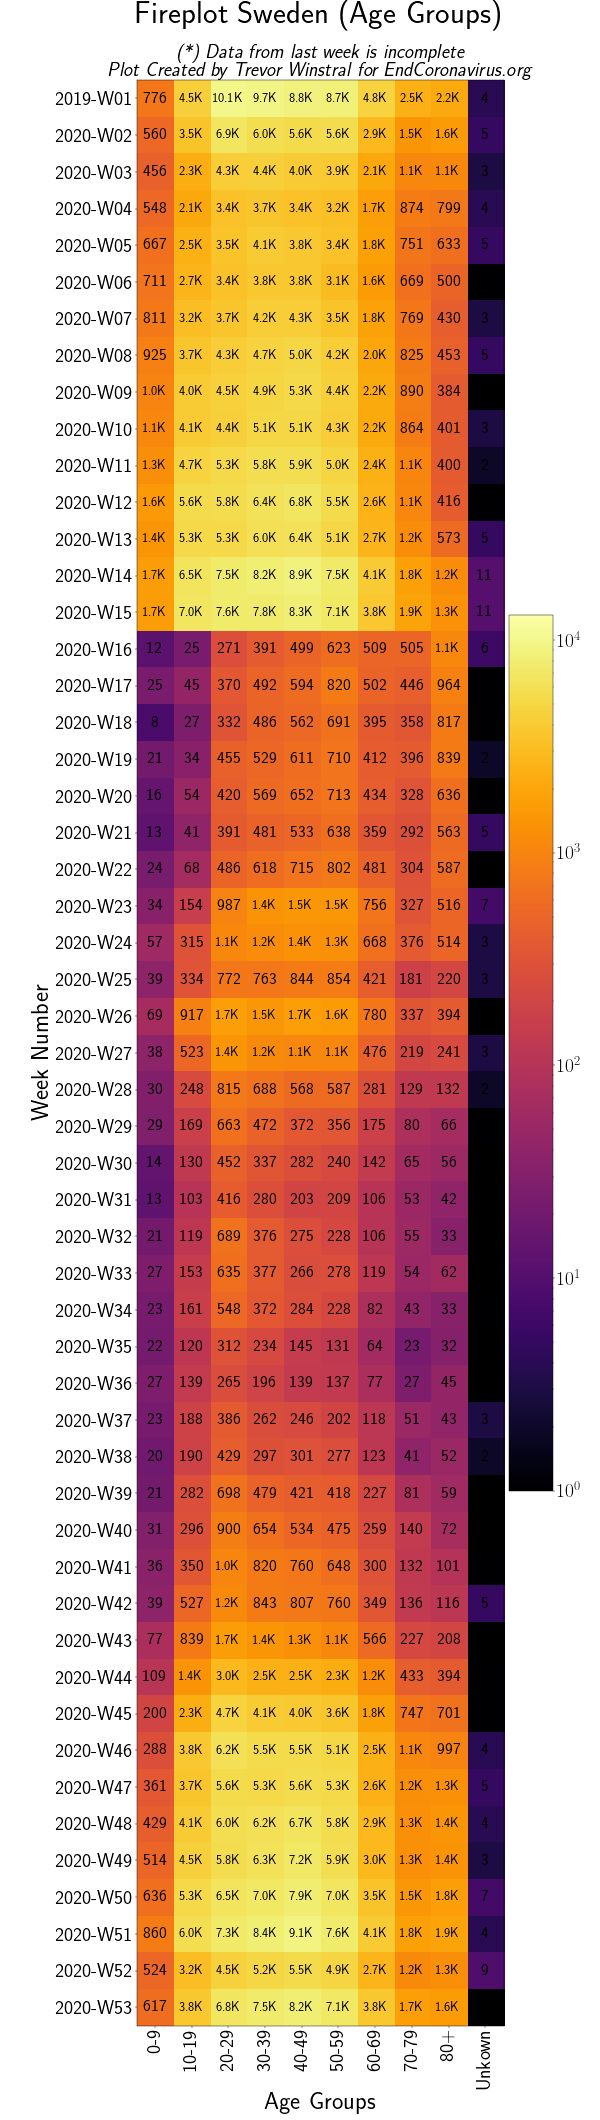 Fireplot Sweden (Age Groups)
(*) Data from last week is incomplete
Plot Created by Trevor Winstral for EndCoronavirus.org
2019-W01 776 4.5K 10.1K 9.7K 8.8K 8.7K 4.8K 2.5K 2.2K 4
2020-W02 560 3.5K 6.9K 6.0K 5.6K 5.6K 2.9K 1.5K 1.6K 5
2020-W03 456 2.3K 4.3K 4.4K 4.0K 3.9K 2.1K 1.1K 1.1K 3
2020-W04 548 2.1K 3.4K 3.7K 3.4K 3.2K 1.7K 874 799 4
2020-W05 667 2.5K 3.5K 4.1K 3.8K 3.4K 1.8K 751 633 5
2020-W06 711 2.7K 3.4K 3.8K 3.8K 3.1K 1.6K 669 500
2020-W07 811 3.2K 3.7K 4.2K 4.3K 3.5K 1.8K 769 430 3
2020-W08 925 3.7K 4.3K 4.7K 5.0K 4.2K 2.0K 825 453 5
2020-W09 1.0K 4.0K 4.5K 4.9K 5.3K 4.4K 2.2K 890 384
2020-W10 1.1K 4.1K 4.4K 5.1K 5.1K 4.3K 2.2K 864 401 3
2020-W11 1.3K 4.7K 5.3K 5.8K 5.9K 5.0K 2.4K 1.1K 400 2
2020-W12 1.6K 5.6K 5.8K 6.4K 6.8K 5.5K 2.6K 1.1K 416
2020-W13 1.4K 5.3K 5.3K 6.0K 6.4K 5.1K 2.7K 1.2K 573 5
2020-W14 1.7K 6.5K 7.5K 8.2K 8.9K 7.5K 4.1K 1.8K 1.2K 11
2020-W15 1.7K 7.0K 7.6K 7.8K 8.3K 7.1K 3.8K 1.9K 1.3K 11
2020-W16 12 25 271 391 499 623 509 505 1.1K 6
2020-W17 25 45 370 492 594 820 502 446 964
2020-W18 8 27 332 486 562 691 395 358 817
2020-W19 21 34 455 529 611 710 412 396 839 2
2020-W20 16 54 420 569 652 713 434 328 636
2020-W21 13 41 391 481 533 638 359 292 563 5
2020-W22 24 68 486 618 715 802 481 304 587
2020-W23 34 154 987 1.4K 1.5K 1.5K 756 327 516 7
2020-W24 57 315 1.1K 1.2K 1.4K 1.3K 668 376 514 3
2020-W25 39 334 772 763 844 854 421 181 220 3
2020-W26 69 917 1.7K 1.5K 1.7K 1.6K 780 337 394
2020-W27 38 523 1.4K 1.2K 1.1K 1.1K 476 219 241 3
2020-W28 30 248 815 688 568 587 281 129 132 2
2020-W29 29 169 663 472 372 356 175 80 66
2020-W30 14 130 452 337 282 240 142 65 56
2020-W31 13 103 416 280 203 209 106 53 42
2020-W32 21 119 689 376 275 228 106 55 33
2020-W33 27 153 635 377 266 278 119 54 62
2020-W34 23 161 548 372 284 228 82 43 33
2020-W35 22 120 312 234 145 131 64 23 32
2020-W36 27 139 265 196 139 137 77 27 45
2020-W37 23 188 386 262 246 202 118 51 43 3
2020-W38 20 190 429 297 301 277 123 41 52 2
2020-W39 21 282 698 479 421 418 227 81 59
2020-W40 31 296 900 654 534 475 259 140 72
2020-W41 36 350 1.0K 820 760 648 300 132 101
2020-W42 39 527 1.2K 843 807 760 349 136 116 5
2020-W43 77 839 1.7K 1.4K 1.3K 1.1K 566 227 208
2020-W44 109 1.4K 3.0K 2.5K 2.5K 2.3K 1.2K 433 394
2020-W45 200 2.3K 4.7K 4.1K 4.0K 3.6K 1.8K 747 701
2020-W46 288 3.8K 6.2K 5.5K 5.5K 5.1K 2.5K 1.1K 997 4
2020-W47 361 3.7K 5.6K 5.3K 5.6K 5.3K 2.6K 1.2K 1.3K 5
2020-W48 429 4.1K 6.0K 6.2K 6.7K 5.8K 2.9K 1.3K 1.4K 4
2020-W49 514 4.5K 5.8K 6.3K 7.2K 5.9K 3.0K 1.3K 1.4K 3
2020-W50 636 5.3K 6.5K 7.0K 7.9K 7.0K 3.5K 1.5K 1.8K 7
2020-W51 860 6.0K 7.3K 8.4K 9.1K 7.6K 4.1K 1.8K 1.9K 4
2020-W52 524 3.2K 4.5K 5.2K 5.5K 4.9K 2.7K 1.2K 1.3K 9
2020-W53 617 3.8K 6.8K 7.5K 8.2K 7.1K 3.8K 1.7K 1.6K
0-9 10-19 20-29 30-39 40-49 50-59 60-69 70-79 80+ Unkown
Age Groups
Week Number
10⁴
10³
10²
10¹
10⁰